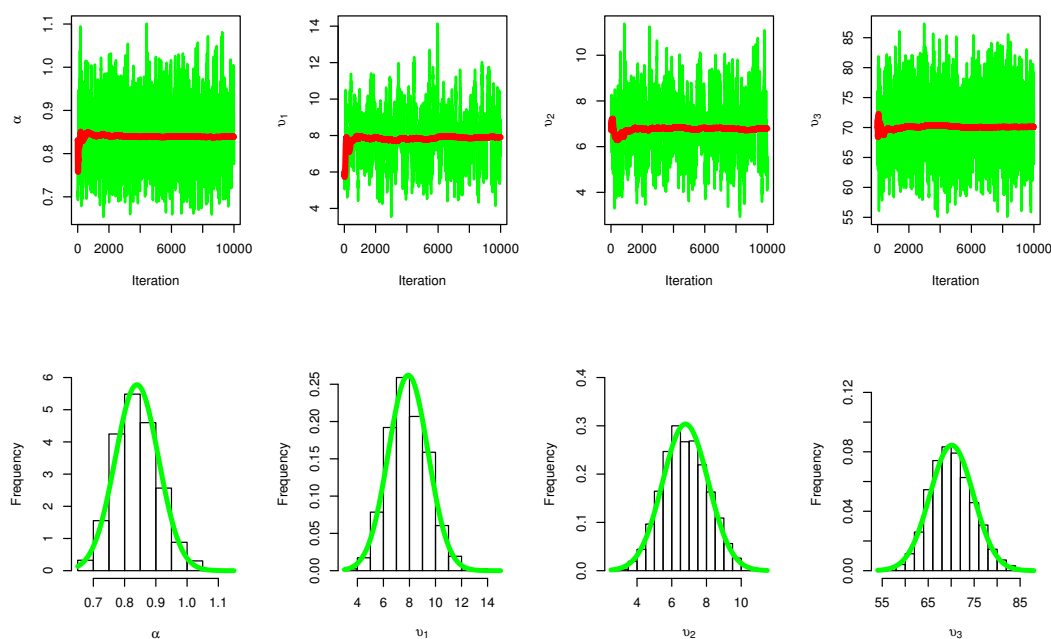 α
0.7 0.8 0.9 1.0 1.1
0 2000 6000 10000
Iteration
υ1
4 6 8 10 12 14
0 2000 6000 10000
Iteration
υ2
4 6 8 10
0 2000 6000 10000
Iteration
υ3
55 60 65 70 75 80 85
0 2000 6000 10000
Iteration
Frequency
0 1 2 3 4 5 6
0.7 0.8 0.9 1.0 1.1
α
Frequency
0.00 0.05 0.10 0.15 0.20 0.25
4 6 8 10 12 14
υ1
Frequency
0.0 0.1 0.2 0.3 0.4
4 6 8 10
υ2
Frequency
0.00 0.04 0.08 0.12
55 65 75 85
υ3